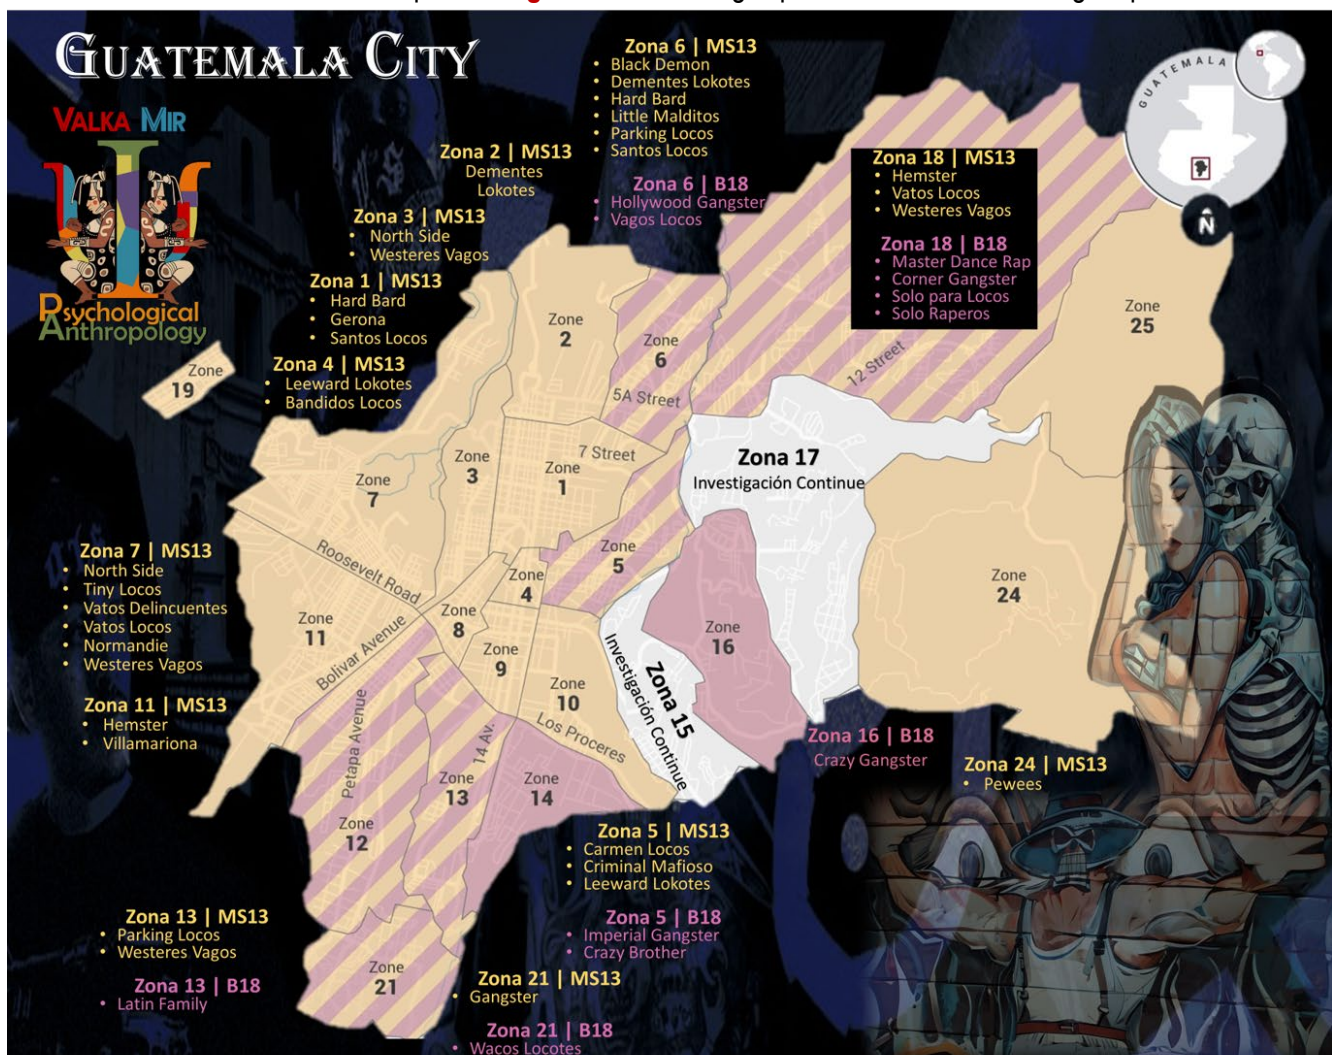 GUATEMALA CITY
VALKA MIR
Psychological
Anthropology
GUATEMALA
N
Zona 6 | MS13
• Black Demon
• Dementes Lokotes
• Hard Bard
• Little Malditos
• Parking Locos
• Santos Locos
Zona 6 | B18
• Hollywood Gangster
• Vagos Locos
Zona 2 | MS13
Dementes
Lokotes
Zona 3 | MS13
• North Side
• Westeres Vagos
Zona 1 | MS13
• Hard Bard
• Gerona
• Santos Locos
Zona 4 | MS13
• Leeward Lokotes
• Bandidos Locos
Zona 18 | MS13
• Hemster
• Vatos Locos
• Westeres Vagos
Zona 18 | B18
• Master Dance Rap
• Corner Gangster
• Solo para Locos
• Solo Raperos
Zone
25
Zone
2
Zone
6
5A Street
12 Street
Zone
19
7 Street
Zone
3
Zone
1
Zone
7
Zona 17
Investigación Continue
Roosevelt Road
Zone
5
Zone
4
Zone
24
Zone
11
Bolivar Avenue
Zone
8
Zone
9
Zone
10
Los Proceres
Zone
16
Zona 15
Investigación Continue
Zona 7 | MS13
• North Side
• Tiny Locos
• Vatos Delincuentes
• Vatos Locos
• Normandie
• Westeres Vagos
Zona 11 | MS13
• Hemster
• Villamariona
Petapa Avenue
14 Av.
Zone
13
Zone
14
Zone
12
Zone
21
Zona 16 | B18
Crazy Gangster
Zona 24 | MS13
• Pewees
Zona 5 | MS13
• Carmen Locos
• Criminal Mafioso
• Leeward Lokotes
Zona 5 | B18
• Imperial Gangster
• Crazy Brother
Zona 13 | MS13
• Parking Locos
• Westeres Vagos
Zona 13 | B18
• Latin Family
Zona 21 | MS13
• Gangster
Zona 21 | B18
• Wacos Locotes